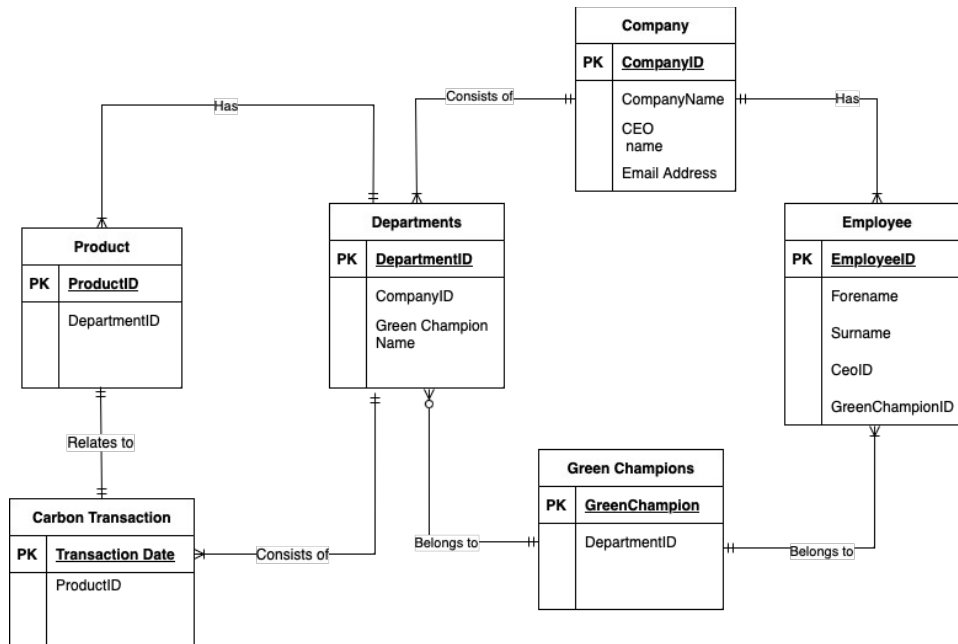 Company
PK CompanyID
CompanyName
CEO
name
Email Address
Consists of
Has
Has
Departments
PK DepartmentID
CompanyID
Green Champion
Name
Employee
PK EmployeeID
Forename
Surname
CeoID
GreenChampionID
Product
PK ProductID
DepartmentID
Relates to
Green Champions
PK GreenChampion
DepartmentID
Belongs to
Belongs to
Carbon Transaction
PK Transaction Date
ProductID
Consists of